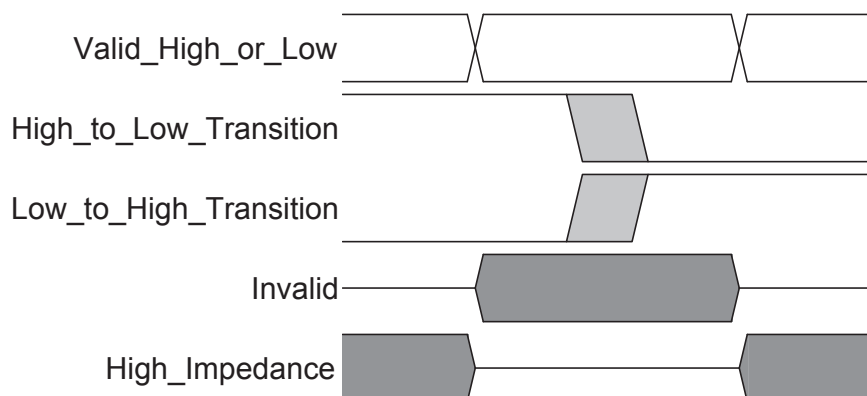 Valid_High_or_Low
High_to_Low_Transition
Low_to_High_Transition
Invalid
High_Impedance